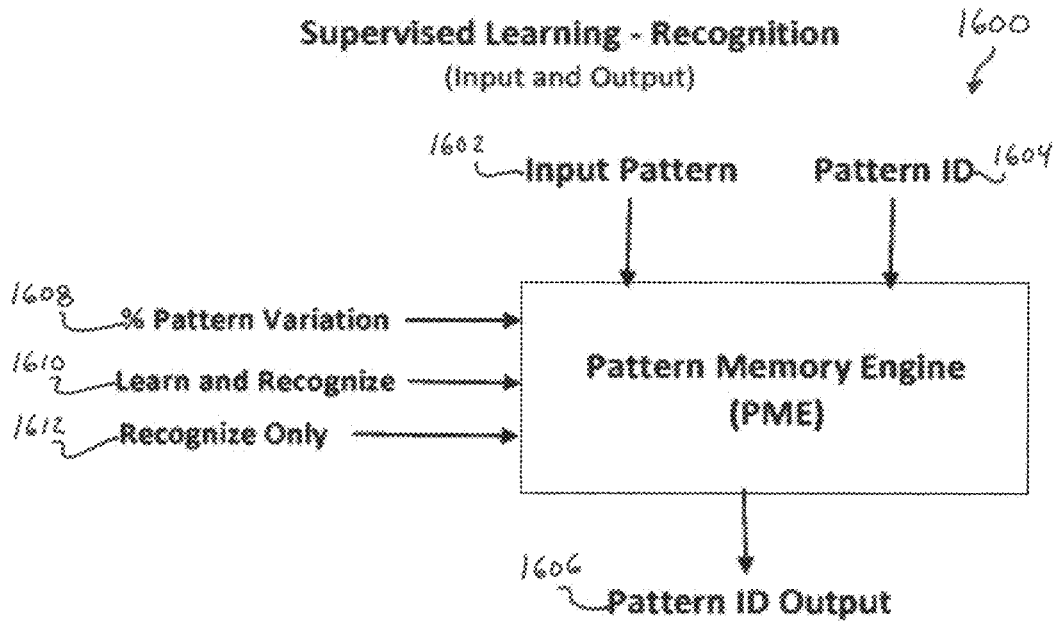 Supervised Learning - Recognition
1600
(Input and Output)
1602
Input Pattern
Pattern ID
1604
1608
% Pattern Variation
1610
Learn and Recognize
1612
Recognize Only
Pattern Memory Engine
(PME)
1606
Pattern ID Output